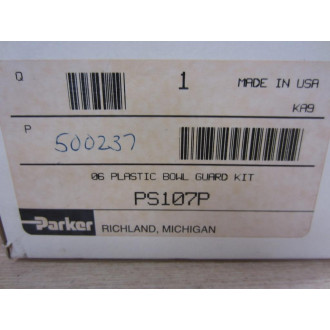 Q 1 MADE IN USA
KA9
P 500237
06 PLASTIC BOWL GUARD KIT
PS107P
Parker RICHLAND, MICHIGAN